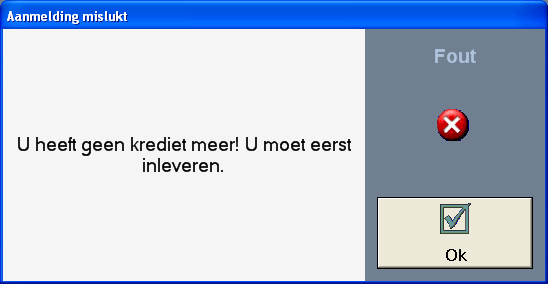 Aanmelding mislukt
Fout
U heeft geen krediet meer! U moet eerst
inleveren.
Ok